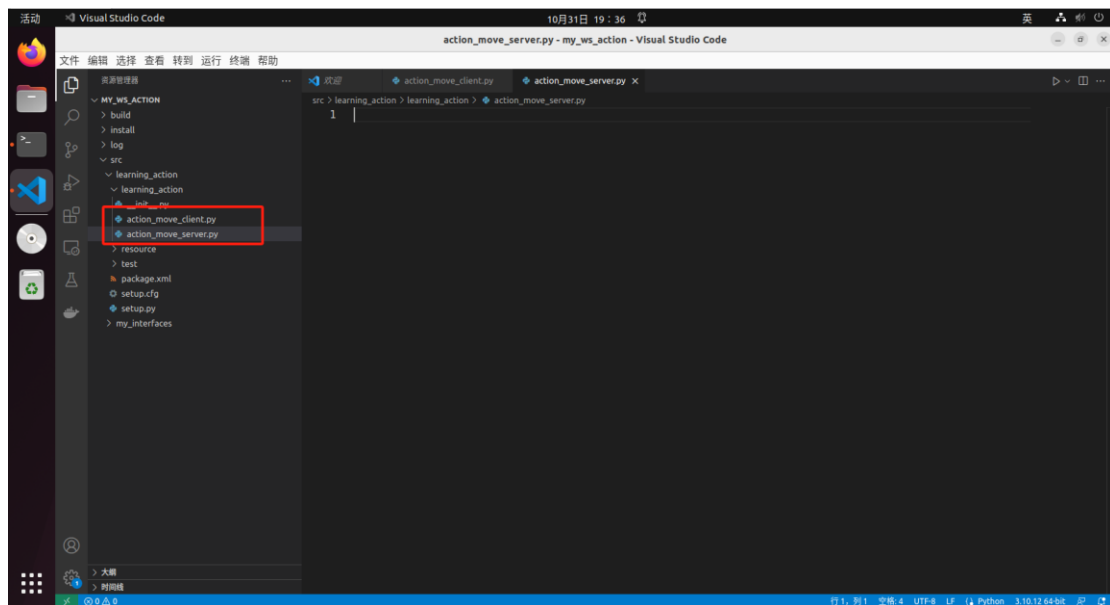 活动
Visual Studio Code
10月31日 19：36
英
action_move_server.py - my_ws_action - Visual Studio Code
文件 编辑 选择 查看 转到 运行 终端 帮助
资源管理器
欢迎
action_move_client.py
action_move_server.py
MY_WS_ACTION
src > learning_action > learning_action > action_move_server.py
1
build
install
log
src
learning_action
learning_action
__init__.py
action_move_client.py
action_move_server.py
resource
test
package.xml
setup.cfg
setup.py
my_interfaces
大纲
时间线
0 0
行 1，列 1 空格: 4 UTF-8 LF Python 3.10.12 64-bit